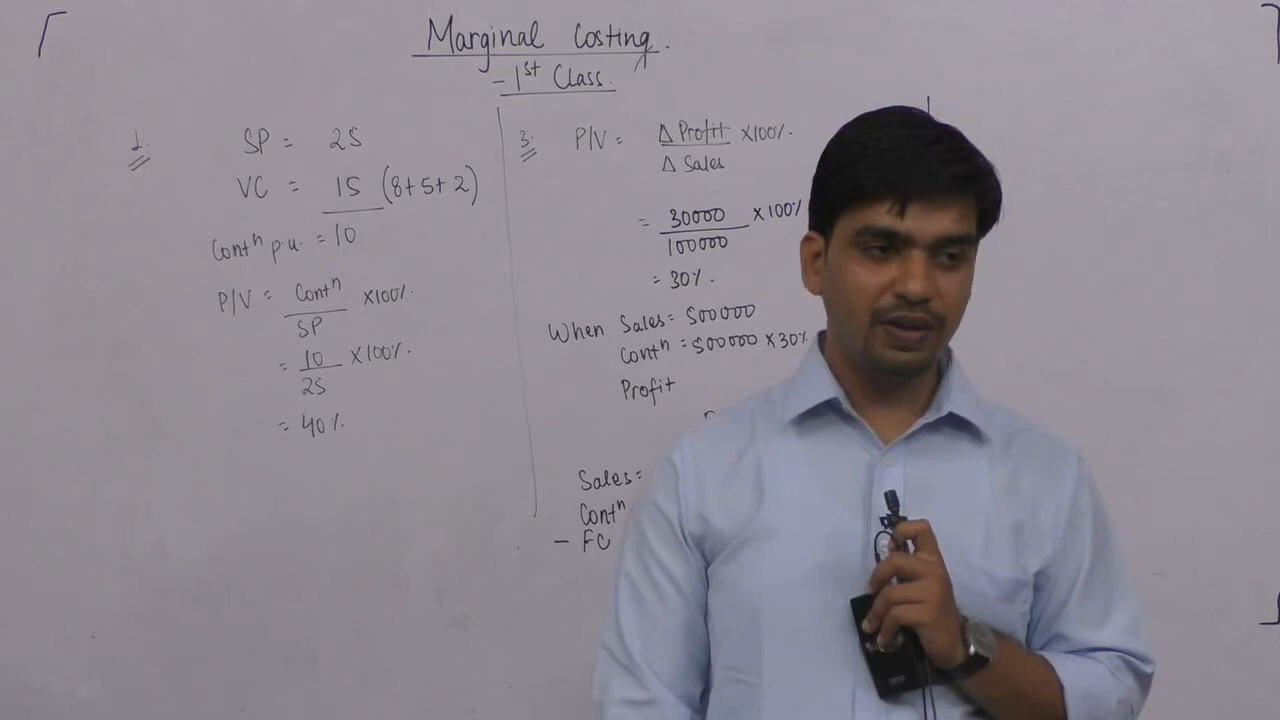 Marginal Costing.
- 1st Class.
1.
SP = 25
VC = 15 (8+5+2)
Contn p.u. = 10
P/V = Contn X100%.
SP
= 10 X100%.
25
= 40%.
3.
P/V = Δ Profit X100%.
Δ Sales
= 30000 X100%
100000
= 30%.
When Sales = 500000
Contn = 500000 X30%
Profit
Sales =
Contn
- FC